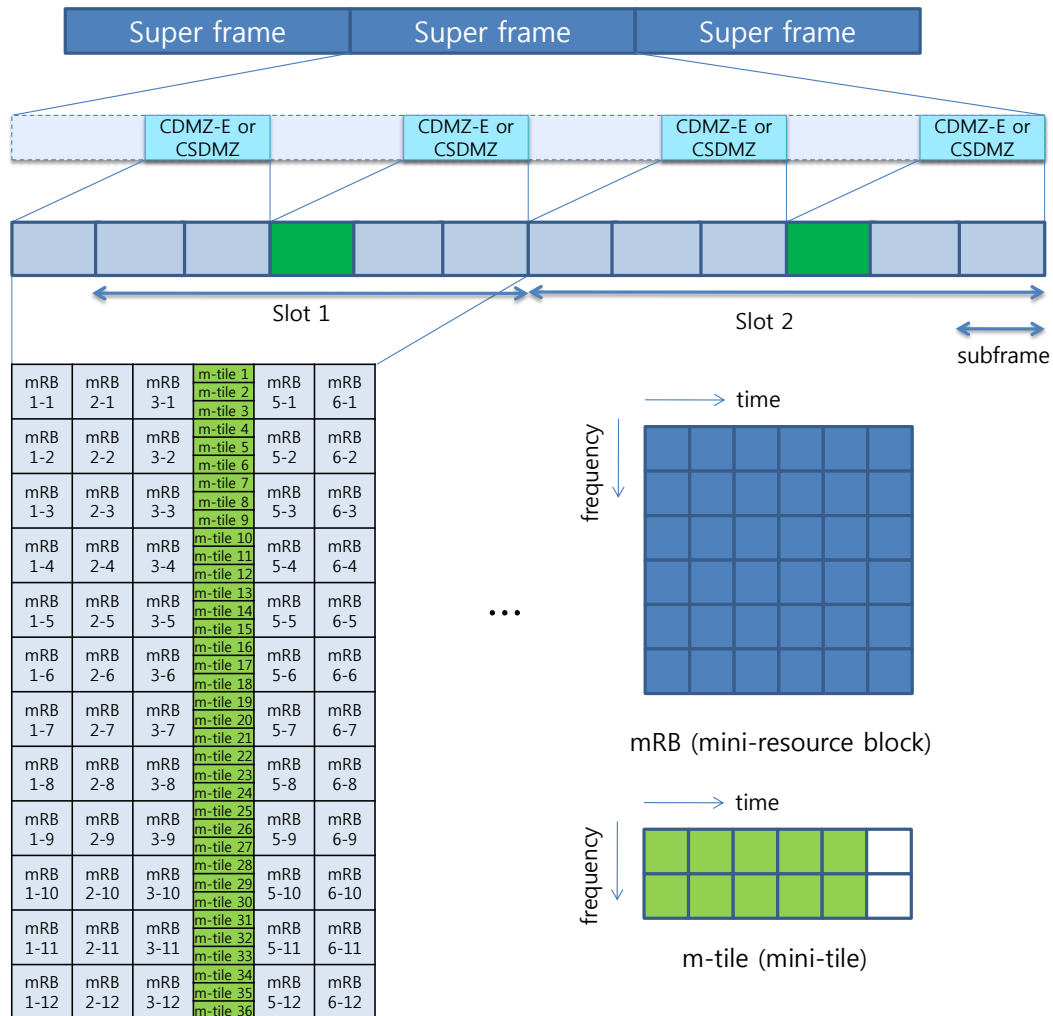 Super frame Super frame Super frame
CDMZ-E or CDMZ-E or CDMZ-E or CDMZ-E or
CSDMZ CSDMZ CSDMZ CSDMZ
Slot 1
Slot 2
subframe
mRB 1-1 mRB 2-1 mRB 3-1 m-tile 1 m-tile 2 m-tile 3 mRB 5-1 mRB 6-1
mRB 1-2 mRB 2-2 mRB 3-2 m-tile 4 m-tile 5 m-tile 6 mRB 5-2 mRB 6-2
mRB 1-3 mRB 2-3 mRB 3-3 m-tile 7 m-tile 8 m-tile 9 mRB 5-3 mRB 6-3
mRB 1-4 mRB 2-4 mRB 3-4 m-tile 10 m-tile 11 m-tile 12 mRB 5-4 mRB 6-4
mRB 1-5 mRB 2-5 mRB 3-5 m-tile 13 m-tile 14 m-tile 15 mRB 5-5 mRB 6-5
mRB 1-6 mRB 2-6 mRB 3-6 m-tile 16 m-tile 17 m-tile 18 mRB 5-6 mRB 6-6
mRB 1-7 mRB 2-7 mRB 3-7 m-tile 19 m-tile 20 m-tile 21 mRB 5-7 mRB 6-7
mRB 1-8 mRB 2-8 mRB 3-8 m-tile 22 m-tile 23 m-tile 24 mRB 5-8 mRB 6-8
mRB 1-9 mRB 2-9 mRB 3-9 m-tile 25 m-tile 26 m-tile 27 mRB 5-9 mRB 6-9
mRB 1-10 mRB 2-10 mRB 3-10 m-tile 28 m-tile 29 m-tile 30 mRB 5-10 mRB 6-10
mRB 1-11 mRB 2-11 mRB 3-11 m-tile 31 m-tile 32 m-tile 33 mRB 5-11 mRB 6-11
mRB 1-12 mRB 2-12 mRB 3-12 m-tile 34 m-tile 35 m-tile 36 mRB 5-12 mRB 6-12
...
time
frequency
mRB (mini-resource block)
time
frequency
m-tile (mini-tile)